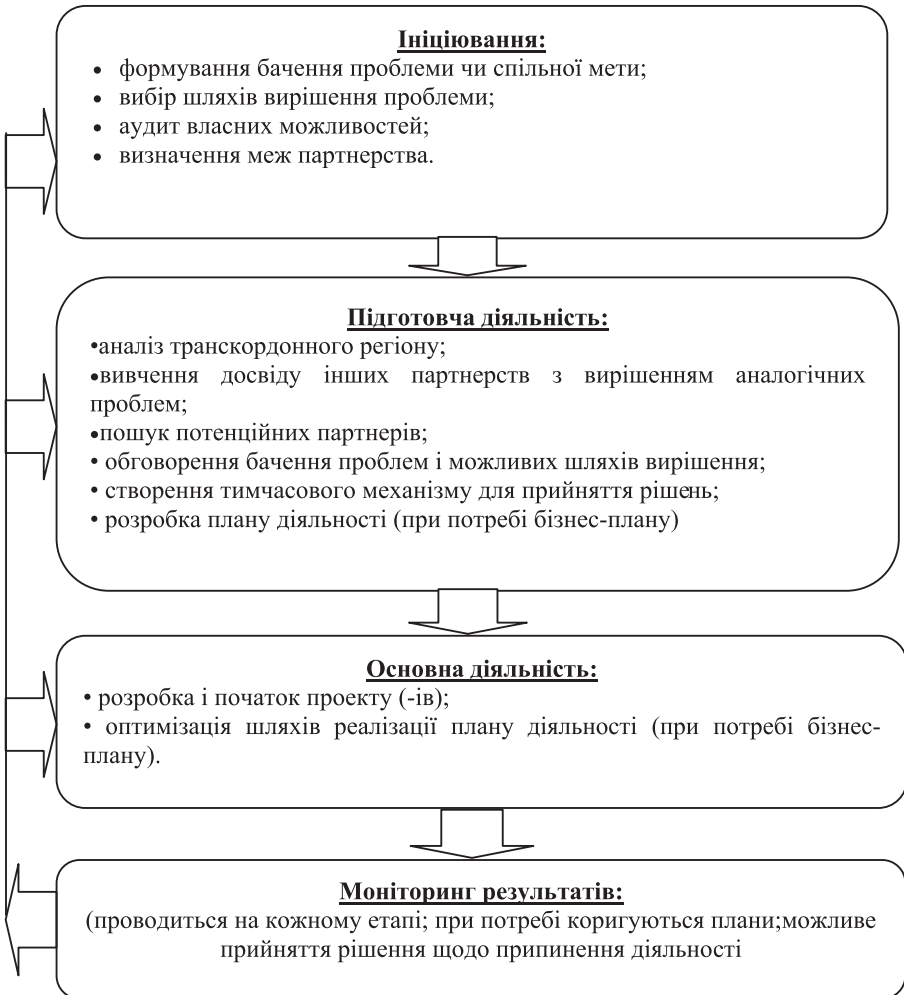 Ініціювання:
• формування бачення проблеми чи спільної мети;
• вибір шляхів вирішення проблеми;
• аудит власних можливостей;
• визначення меж партнерства.
Підготовча діяльність:
•аналіз транскордонного регіону;
•вивчення досвіду інших партнерств з вирішенням аналогічних
проблем;
•пошук потенційних партнерів;
• обговорення бачення проблем і можливих шляхів вирішення;
• створення тимчасового механізму для прийняття рішень;
• розробка плану діяльності (при потребі бізнес-плану)
Основна діяльність:
• розробка і початок проекту (-ів);
• оптимізація шляхів реалізації плану діяльності (при потребі бізнес-
плану).
Моніторинг результатів:
(проводиться на кожному етапі; при потребі коригуються плани;можливе
прийняття рішення щодо припинення діяльності